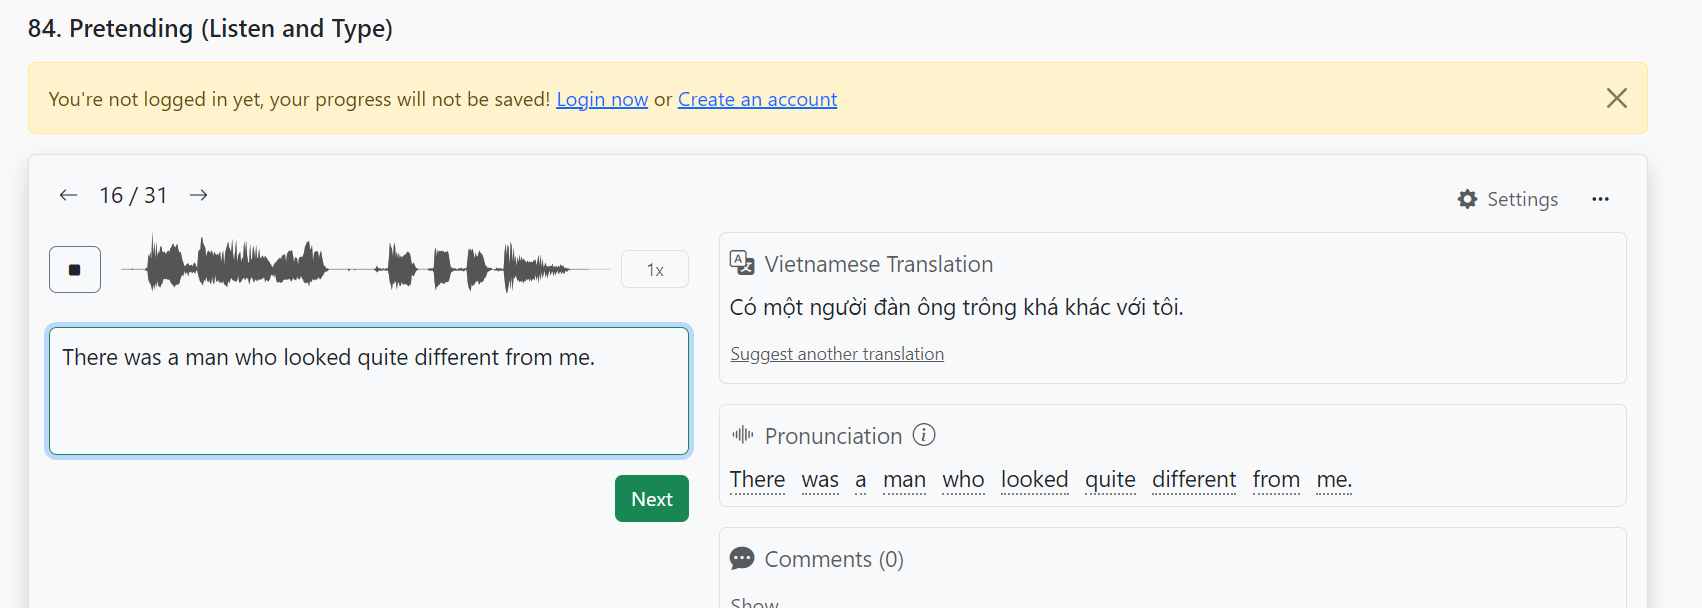 84. Pretending (Listen and Type)
You're not logged in yet, your progress will not be saved! Login now or Create an account
16 / 31
Settings
1x
There was a man who looked quite different from me.
Next
Vietnamese Translation
Có một người đàn ông trông khá khác với tôi.
Suggest another translation
Pronunciation
There was a man who looked quite different from me.
Comments (0)
Show